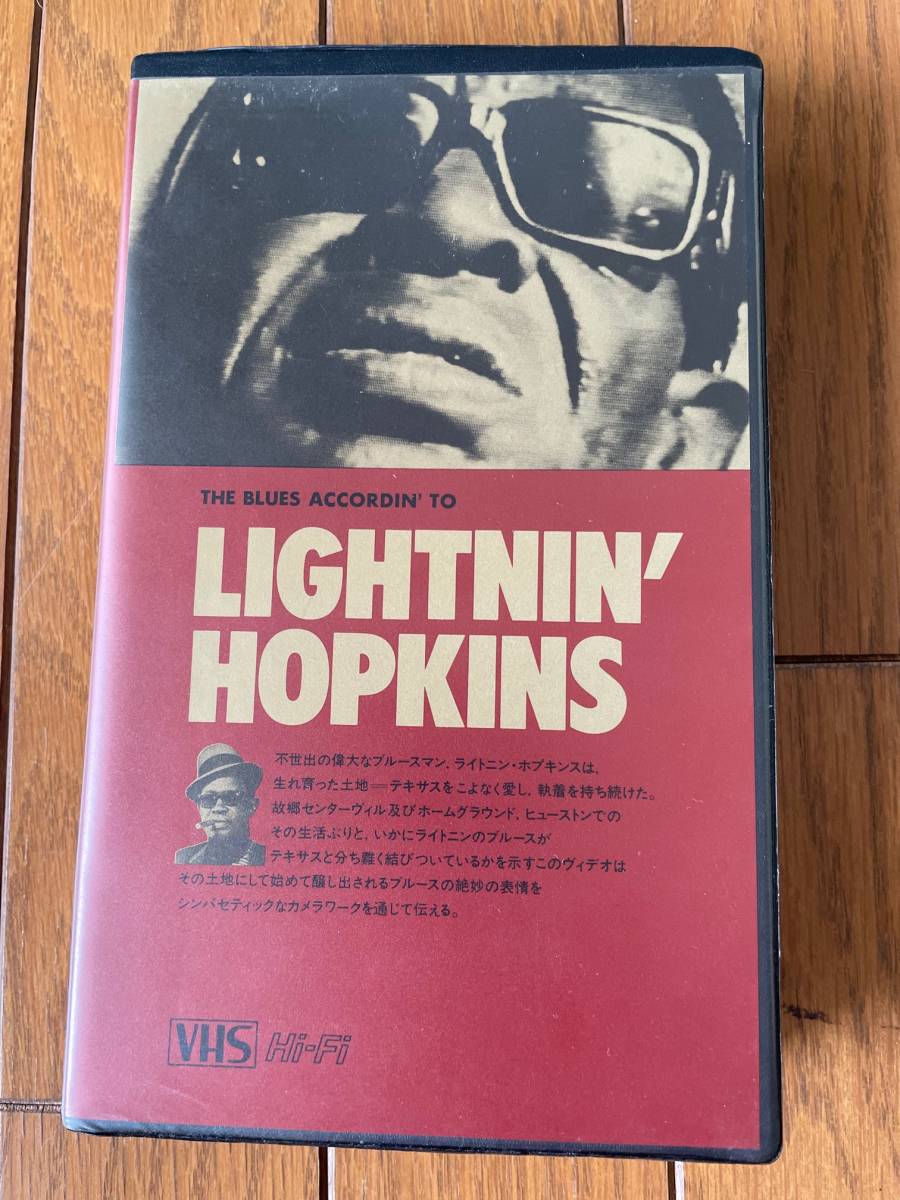 THE BLUES ACCORDIN' TO
LIGHTNIN'
HOPKINS
不世出の偉大なブルースマン，ライトニン・ホプキンスは，
生れ育った土地＝テキサスをこよなく愛し，執着を持ち続けた。
故郷センターヴィル及びホームグラウンド，ヒューストンでの
その生活ぶりと，いかにライトニンのブルースが
テキサスと分ち難く結びついているかを示すこのヴィデオは
その土地にして始めて醸し出されるブルースの絶妙の表情を
シンパセティックなカメラワークを通じて伝える。
VHS Hi-Fi